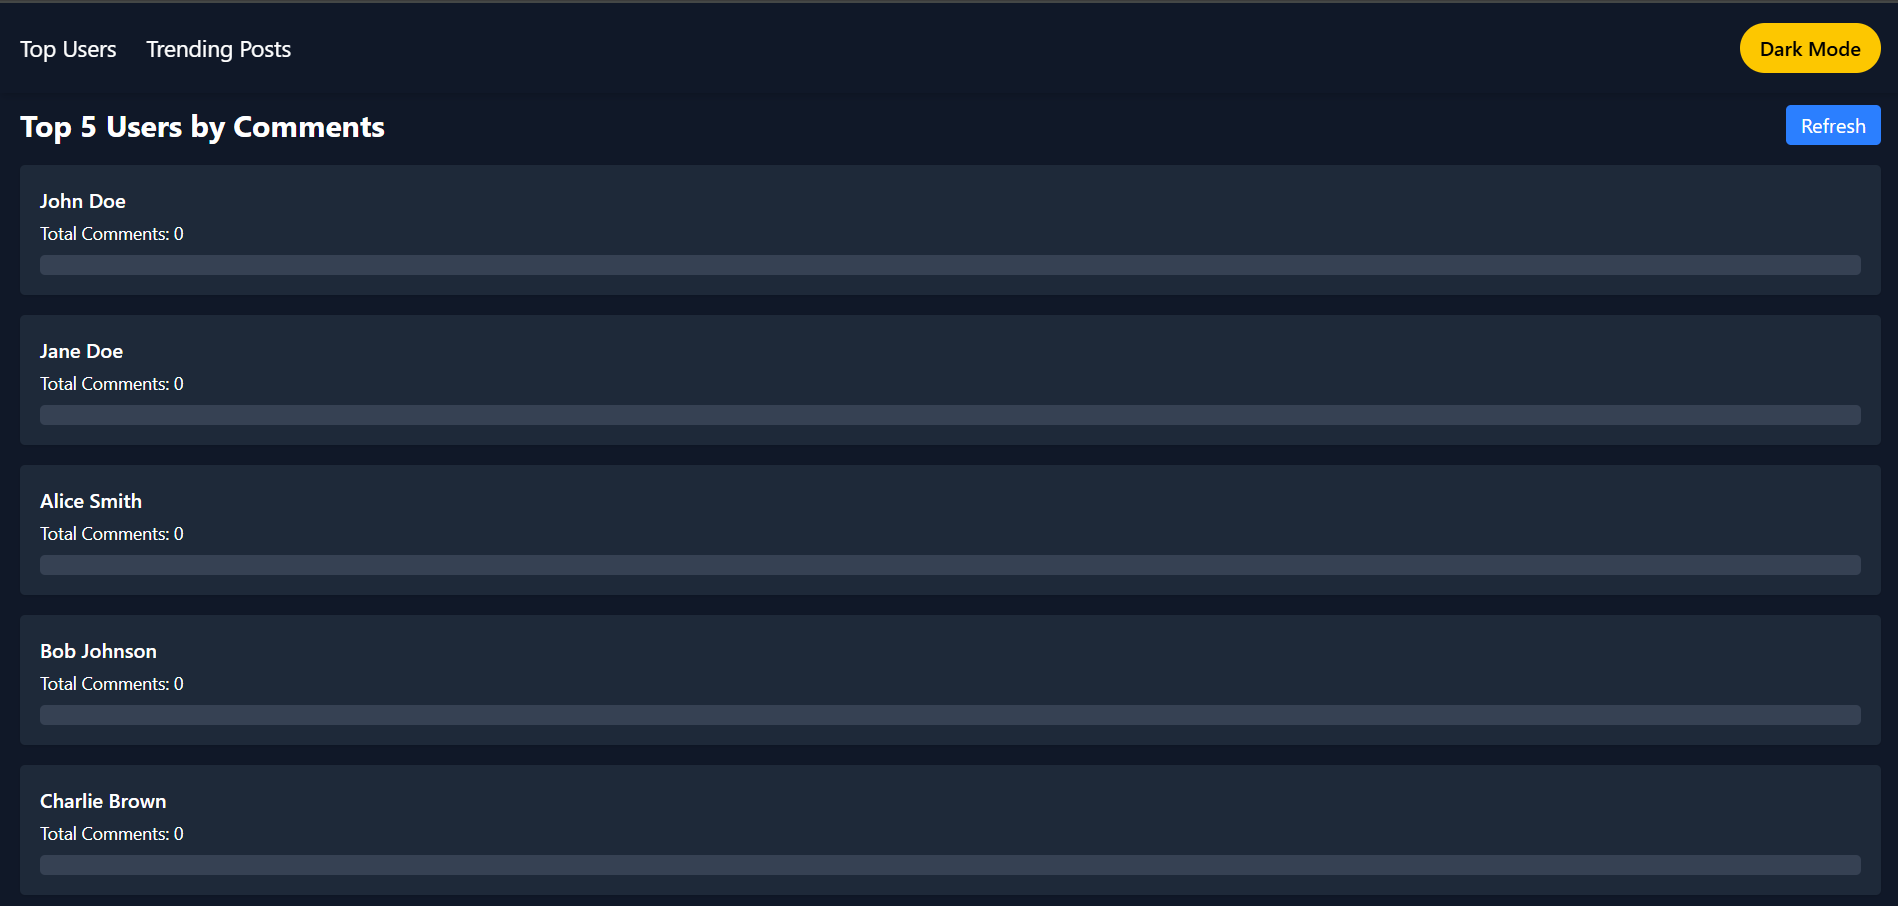 Top Users Trending Posts Dark Mode
Top 5 Users by Comments Refresh
John Doe
Total Comments: 0
Jane Doe
Total Comments: 0
Alice Smith
Total Comments: 0
Bob Johnson
Total Comments: 0
Charlie Brown
Total Comments: 0